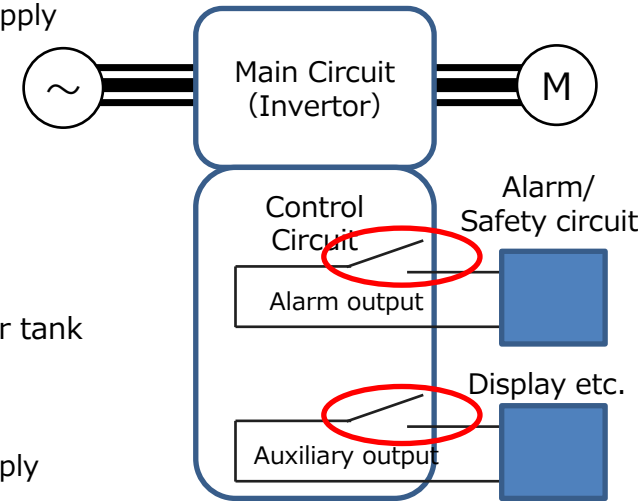 pply
Main Circuit
(Invertor)
～
M
Alarm/
Safety circuit
Control
Circuit
Alarm output
r tank
Display etc.
Auxiliary output
ply